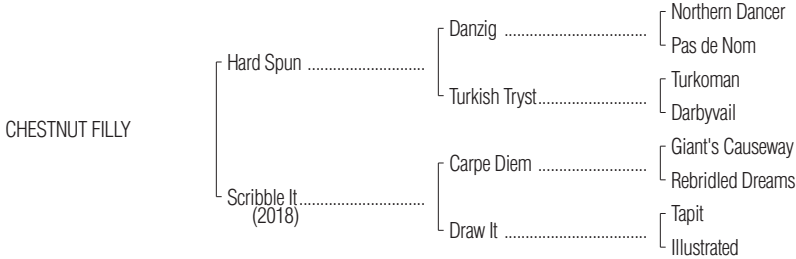 Northern Dancer
Danzig ..................................
Pas de Nom
Hard Spun ............................
Turkoman
Turkish Tryst..........................
Darbyvail
CHESTNUT FILLY
Giant's Causeway
Carpe Diem ..........................
Rebridled Dreams
Scribble It..............................
(2018)
Tapit
Draw It ..................................
Illustrated